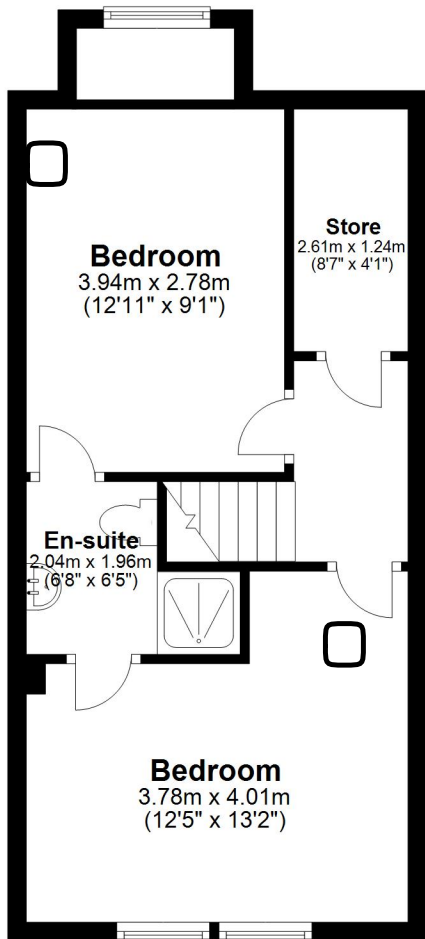 Bedroom
3.94m x 2.78m
(12'11" x 9'1")
Store
2.61m x 1.24m
(8'7" x 4'1")
En-suite
2.04m x 1.96m
(6'8" x 6'5")
Bedroom
3.78m x 4.01m
(12'5" x 13'2")